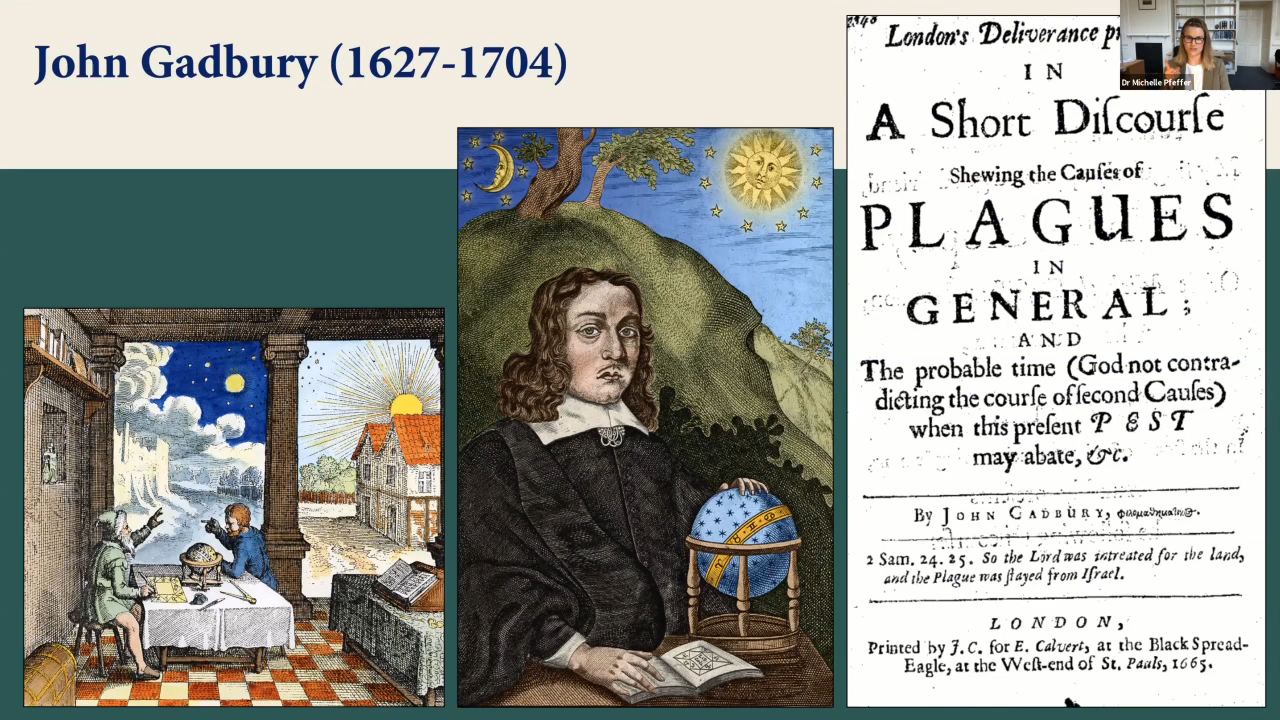 John Gadbury (1627-1704)
London's Deliverance
IN
A Short Diſcourſe
Shewing the Cauſes of
PLAGUES
IN
GENERAL;
AND
The probable time (God not contra-
dicting the courſe of ſecond Cauſes)
when this preſent PEST
may abate, &c.
By JOHN GADBURY, φιλομαθηματικὸς.
2 Sam. 24. 25. So the Lord was intreated for the land,
and the Plague was ſtayed from Iſrael.
LONDON,
Printed by J. C. for E. Calvert, at the Black Spread-
Eagle, at the Weſt-end of St. Pauls, 1665.
Dr Michelle Pfeffer